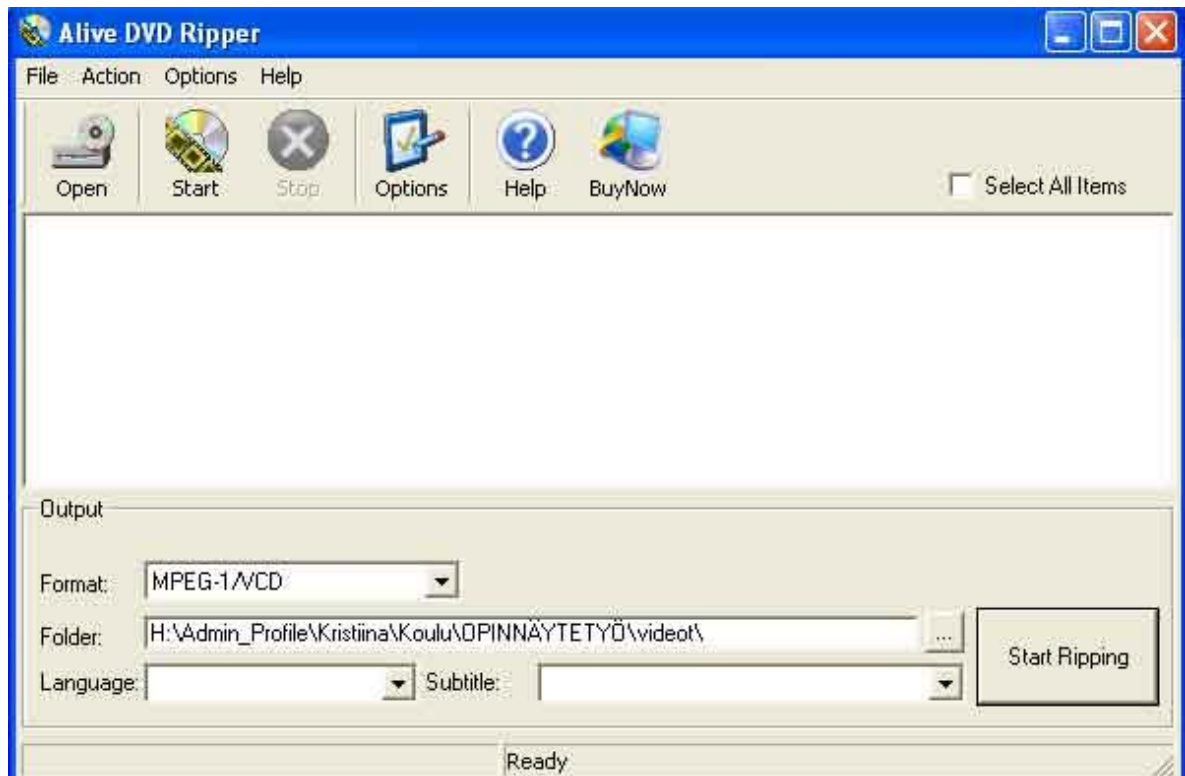 Alive DVD Ripper
File Action Options Help
Open Start Stop Options Help BuyNow
Select All Items
Output
Format: MPEG-1/VCD
Folder: H:\Admin_Profile\Kristiina\Koulu\OPINNÄYTETYÖ\videot\ ...
Start Ripping
Language: Subtitle:
Ready